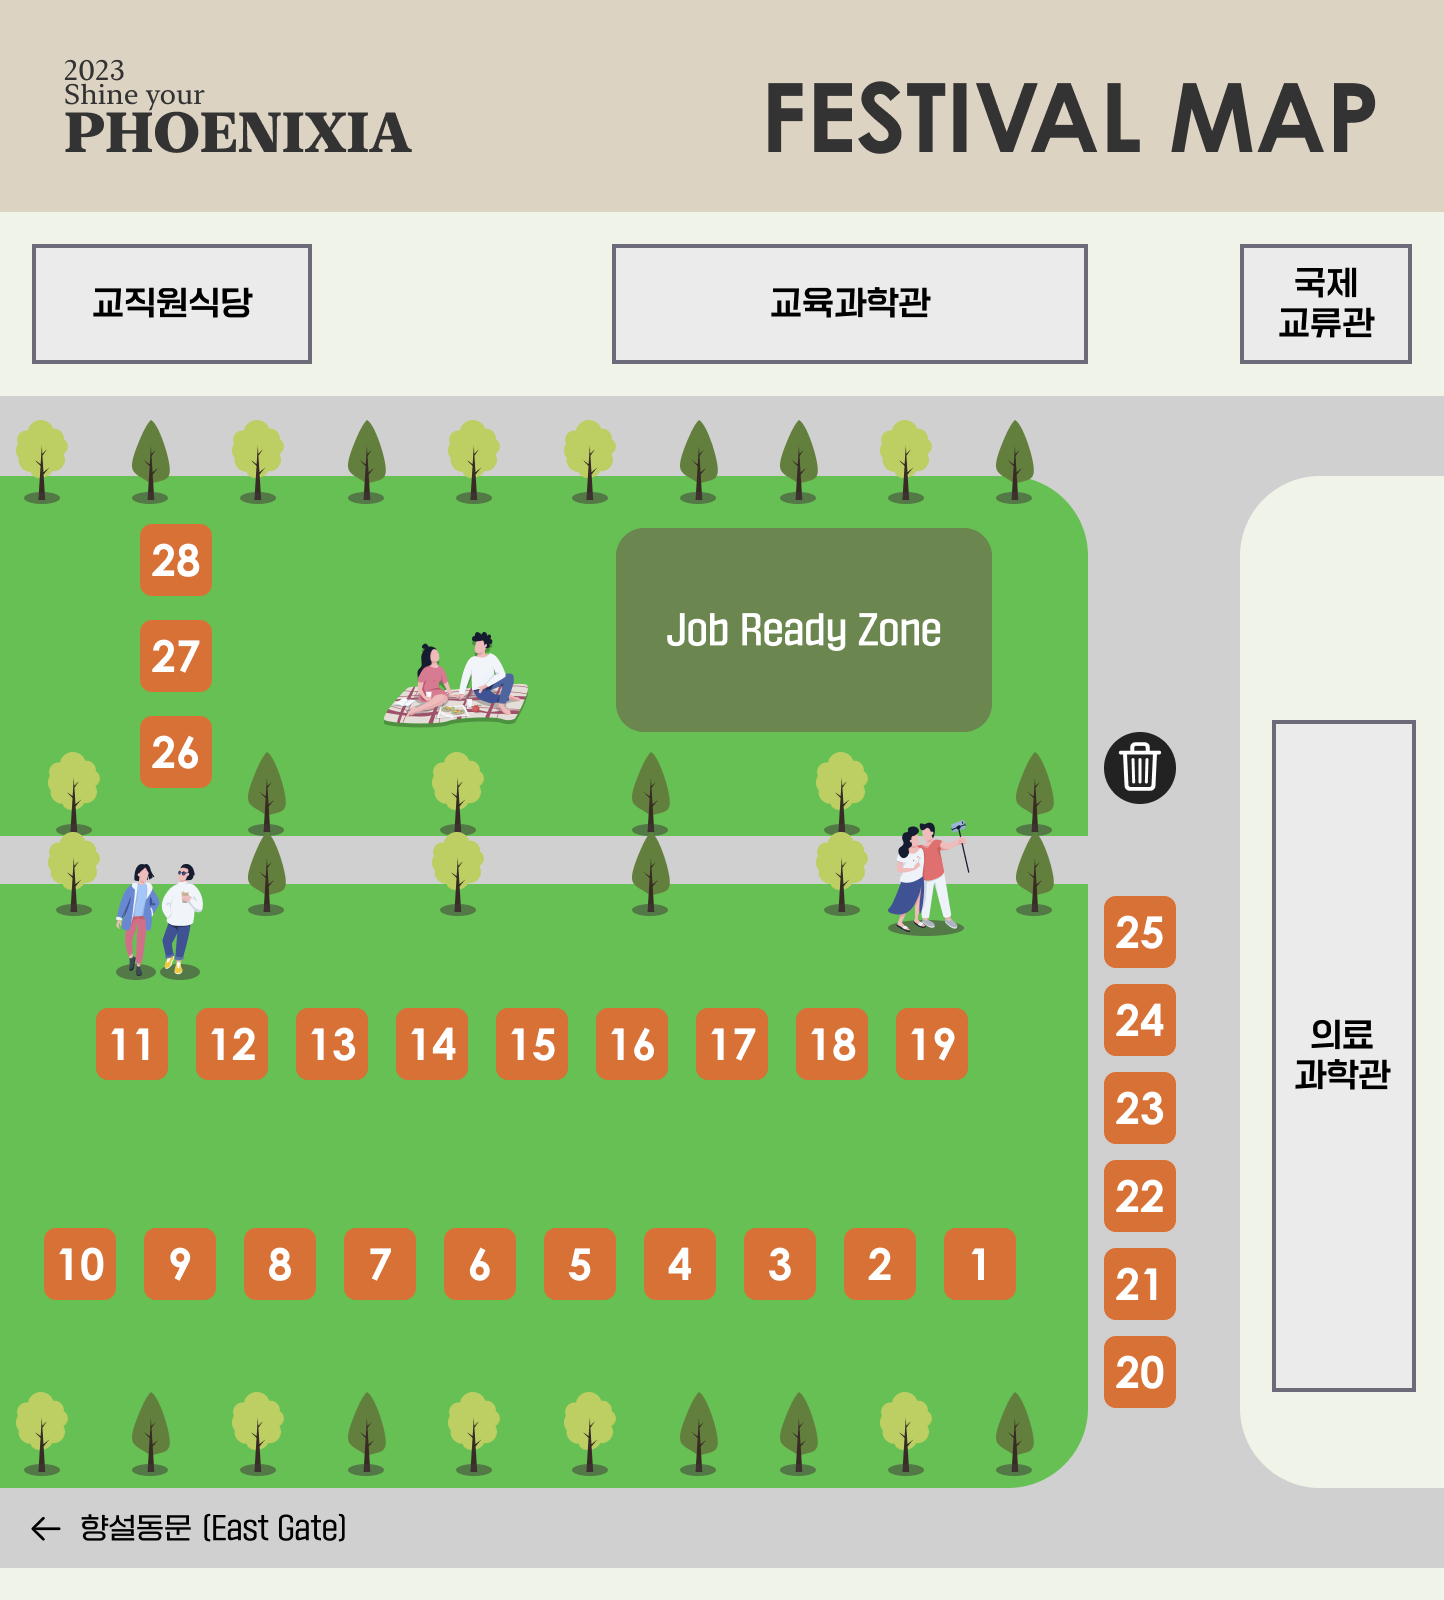 2023
Shine your
PHOENIXIA
FESTIVAL MAP
교직원식당
교육과학관
국제
교류관
28
Job Ready Zone
27
26
25
24
11 12 13 14 15 16 17 18 19
의료
과학관
23
22
10 9 8 7 6 5 4 3 2 1
21
20
← 향설동문 (East Gate)